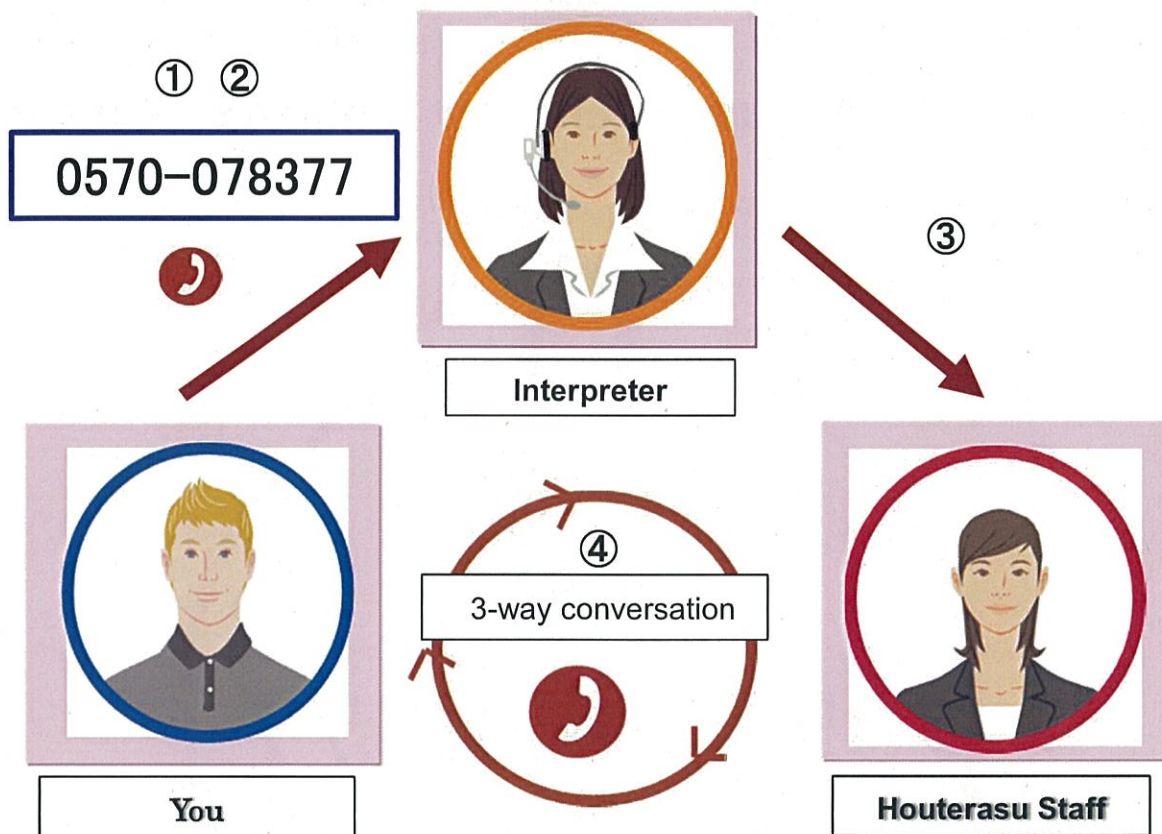 ① ②
0570-078377
Interpreter
③
④
3-way conversation
You
Houterasu Staff